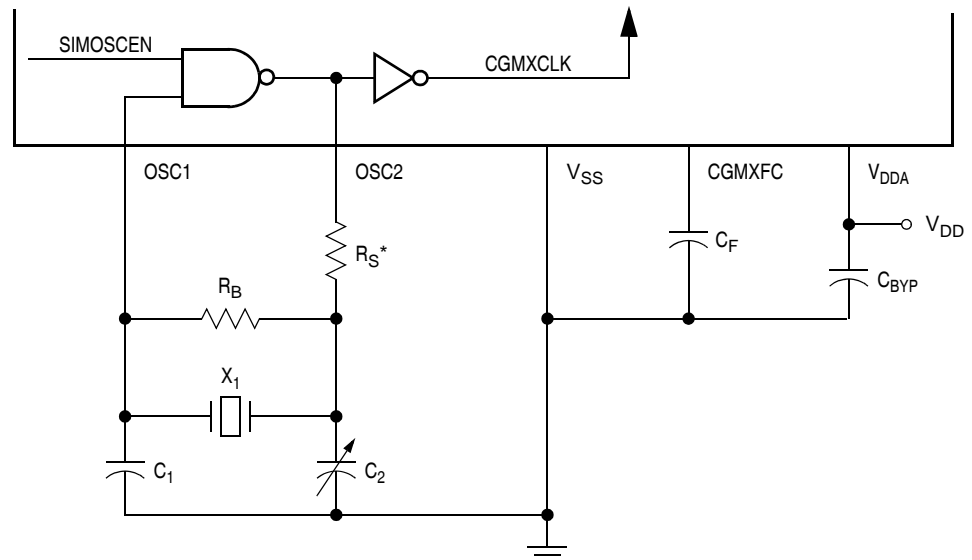 SIMOSCEN
CGMXCLK
OSC1
OSC2
VSS
CGMXFC
VDDA
RS*
CF
VDD
CBYP
RB
X1
C1
C2